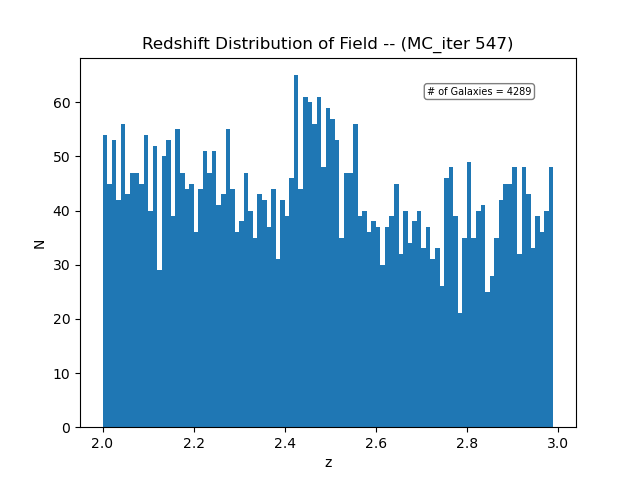 Redshift Distribution of Field -- (MC_iter 547)
# of Galaxies = 4289
60
50
40
30
20
10
0
N
2.0 2.2 2.4 2.6 2.8 3.0
z